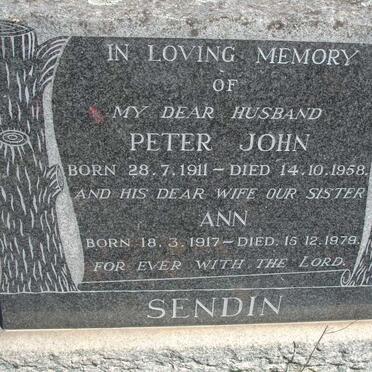 IN LOVING MEMORY
OF
MY DEAR HUSBAND
PETER JOHN
BORN 28.7.1911 – DIED 14.10.1958.
AND HIS DEAR WIFE OUR SISTER
ANN
BORN 18.3.1917 – DIED. 15 12.1979.
FOR EVER WITH THE LORD.
SENDIN